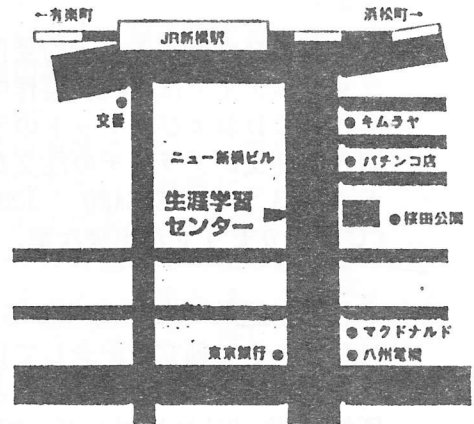 ←有楽町
浜松町→
JR新橋駅
交番
キムラヤ
ニュー新橋ビル
パチンコ店
生涯学習
センター
桜田公園
マクドナルド
東京銀行
八州電機